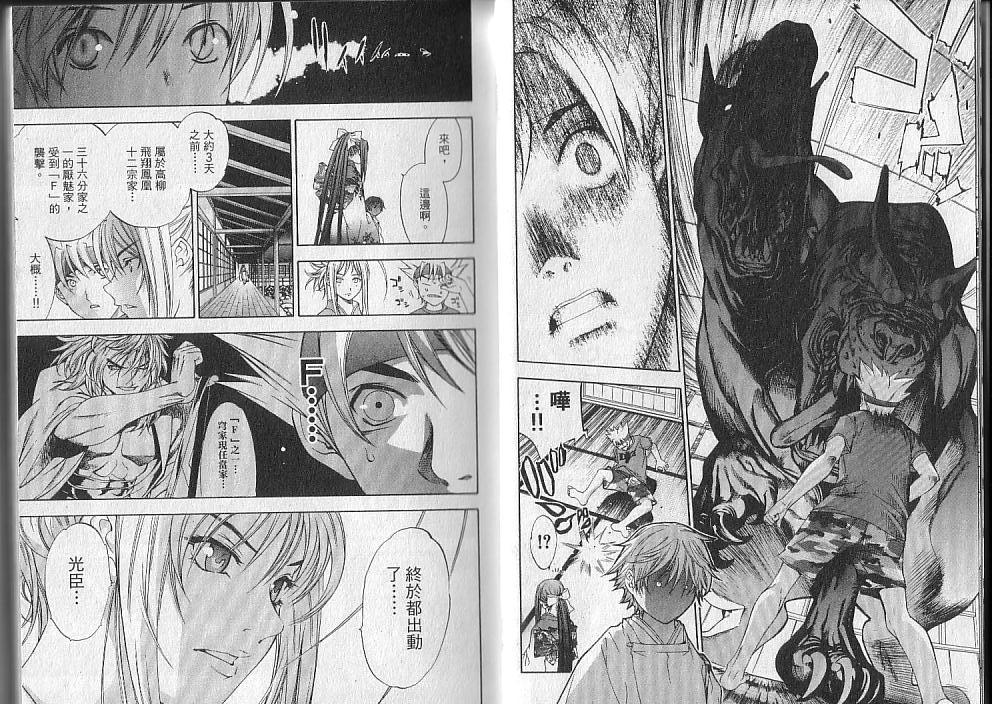 嘩
…!!
!?
來吧，
這邊啊。
大約3天
之前……
屬於高柳
飛翔鳳凰
十二宗家…
三十六分家之
一的厭魅家，
受到「F」的
襲擊。
大概……!!
F……
「F」之一…
穹家現任當家…
終於都出動
了……
光臣…